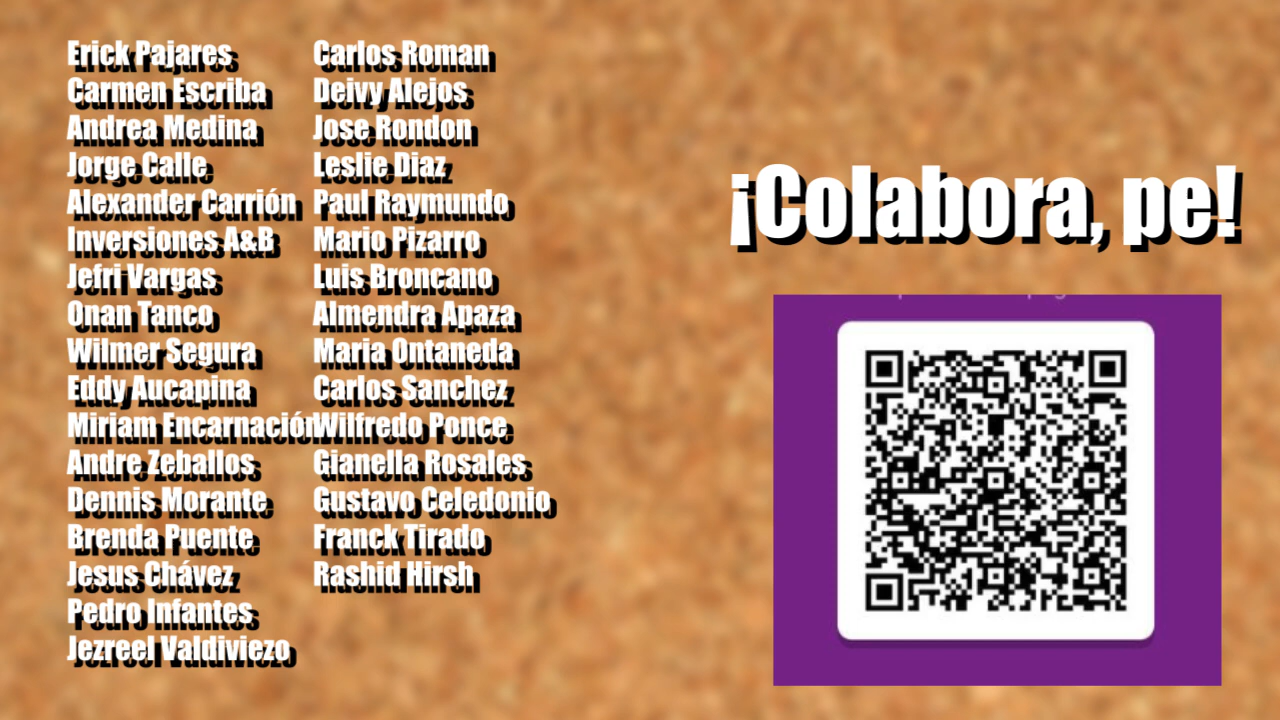 Erick Pajares
Carmen Escriba
Andrea Medina
Jorge Calle
Alexander Carrión
Inversiones A&B
Jefri Vargas
Onan Tanco
Wilmer Segura
Eddy Aucapina
Miriam Encarnación
Andre Zeballos
Dennis Morante
Brenda Puente
Jesus Chávez
Pedro Infantes
Jezreel Valdiviezo
Carlos Roman
Deivy Alejos
Jose Rondon
Leslie Diaz
Paul Raymundo
Mario Pizarro
Luis Broncano
Almendra Apaza
Maria Ontaneda
Carlos Sanchez
Wilfredo Ponce
Gianella Rosales
Gustavo Celedonio
Franck Tirado
Rashid Hirsh
¡Colabora, pe!